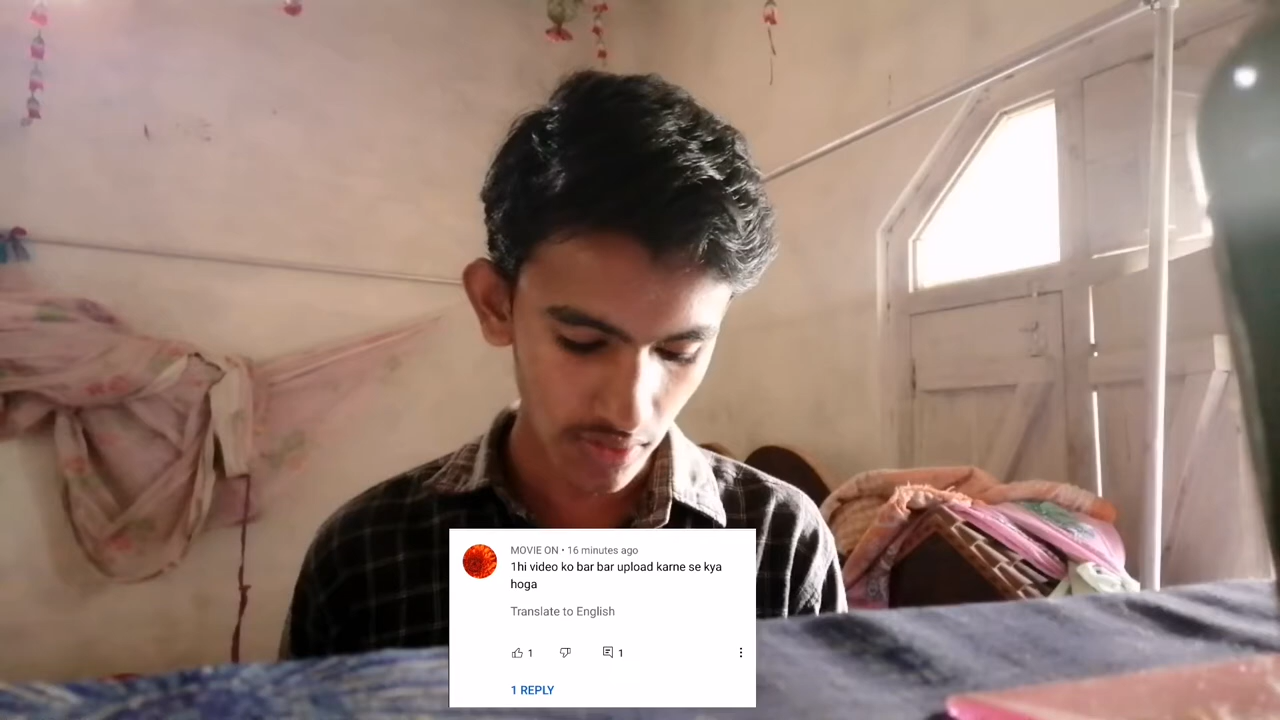 MOVIE ON • 16 minutes ago
1hi video ko bar bar upload karne se kya
hoga
Translate to English
1
1
1 REPLY